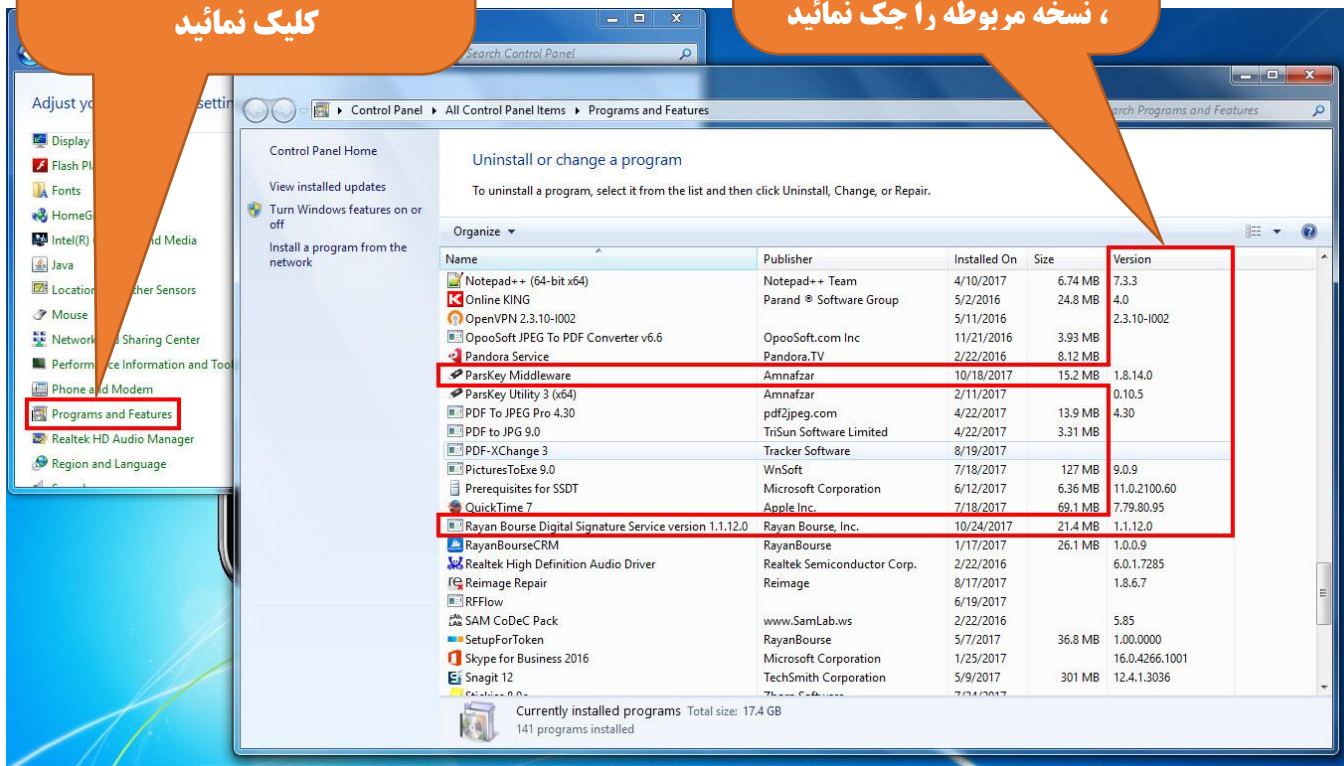 کلیک نمائید
، نسخه مربوطه را چک نمائید
Search Control Panel
Adjust
Display
Flash
Fonts
Intel(R) Media
Java
Location Sensors
Mouse
Sharing Center
Information and
Phone and Modem
Programs and Features
Realtek HD Audio Manager
Region and Language
Control Panel All Control Panel Items Programs and Features
Programs and Features
Control Panel Home
View installed updates
Turn Windows features on or
off
Install a program from the
network
Uninstall or change a program
To uninstall a program, select it from the list and then click Uninstall, Change, or Repair.
Organize
Name Publisher Installed On Size Version
Notepad++ (64-bit x64) Notepad++ Team 4/10/2017 6.74 MB 7.3.3
Online KING Parand ® Software Group 5/2/2016 24.8 MB 4.0
OpenVPN 2.3.10-I002 5/11/2016 2.3.10-I002
OpooSoft JPEG To PDF Converter v6.6 OpooSoft.com Inc 11/21/2016 3.93 MB
Pandora Service Pandora.TV 2/22/2016 8.12 MB
ParsKey Middleware Amnafzar 10/18/2017 15.2 MB 1.8.14.0
ParsKey Utility 3 (x64) Amnafzar 2/11/2017 0.10.5
PDF To JPEG Pro 4.30 pdf2jpeg.com 4/22/2017 13.9 MB 4.30
PDF to JPG 9.0 TriSun Software Limited 4/22/2017 3.31 MB
PDF-XChange 3 Tracker Software 8/19/2017
PicturesToExe 9.0 WnSoft 7/18/2017 127 MB 9.0.9
Prerequisites for SSDT Microsoft Corporation 6/12/2017 6.36 MB 11.0.2100.60
QuickTime 7 Apple Inc. 7/18/2017 69.1 MB 7.79.80.95
Rayan Bourse Digital Signature Service version 1.1.12.0 Rayan Bourse, Inc. 10/24/2017 21.4 MB 1.1.12.0
RayanBourseCRM RayanBourse 1/17/2017 26.1 MB 1.0.0.9
Realtek High Definition Audio Driver Realtek Semiconductor Corp. 2/22/2016 6.0.1.7285
Reimage Repair Reimage 8/17/2017 1.8.6.7
RFFlow 6/19/2017
SAM CoDeC Pack www.SamLab.ws 2/22/2016 5.85
SetupForToken RayanBourse 5/7/2017 36.8 MB 1.00.0000
Skype for Business 2016 Microsoft Corporation 1/25/2017 16.0.4266.1001
Snagit 12 TechSmith Corporation 5/9/2017 301 MB 12.4.1.3036
Currently installed programs Total size: 17.4 GB
141 programs installed